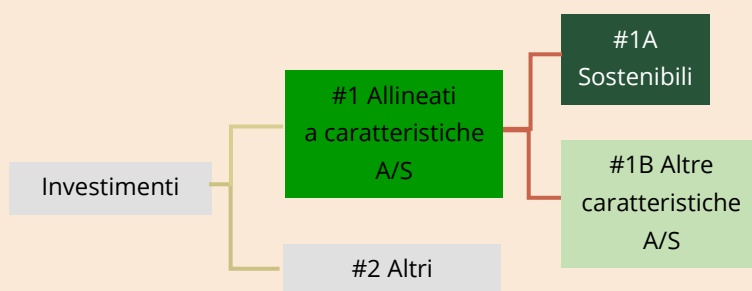 Investimenti
#1 Allineati
a caratteristiche
A/S
#2 Altri
#1A
Sostenibili
#1B Altre
caratteristiche
A/S